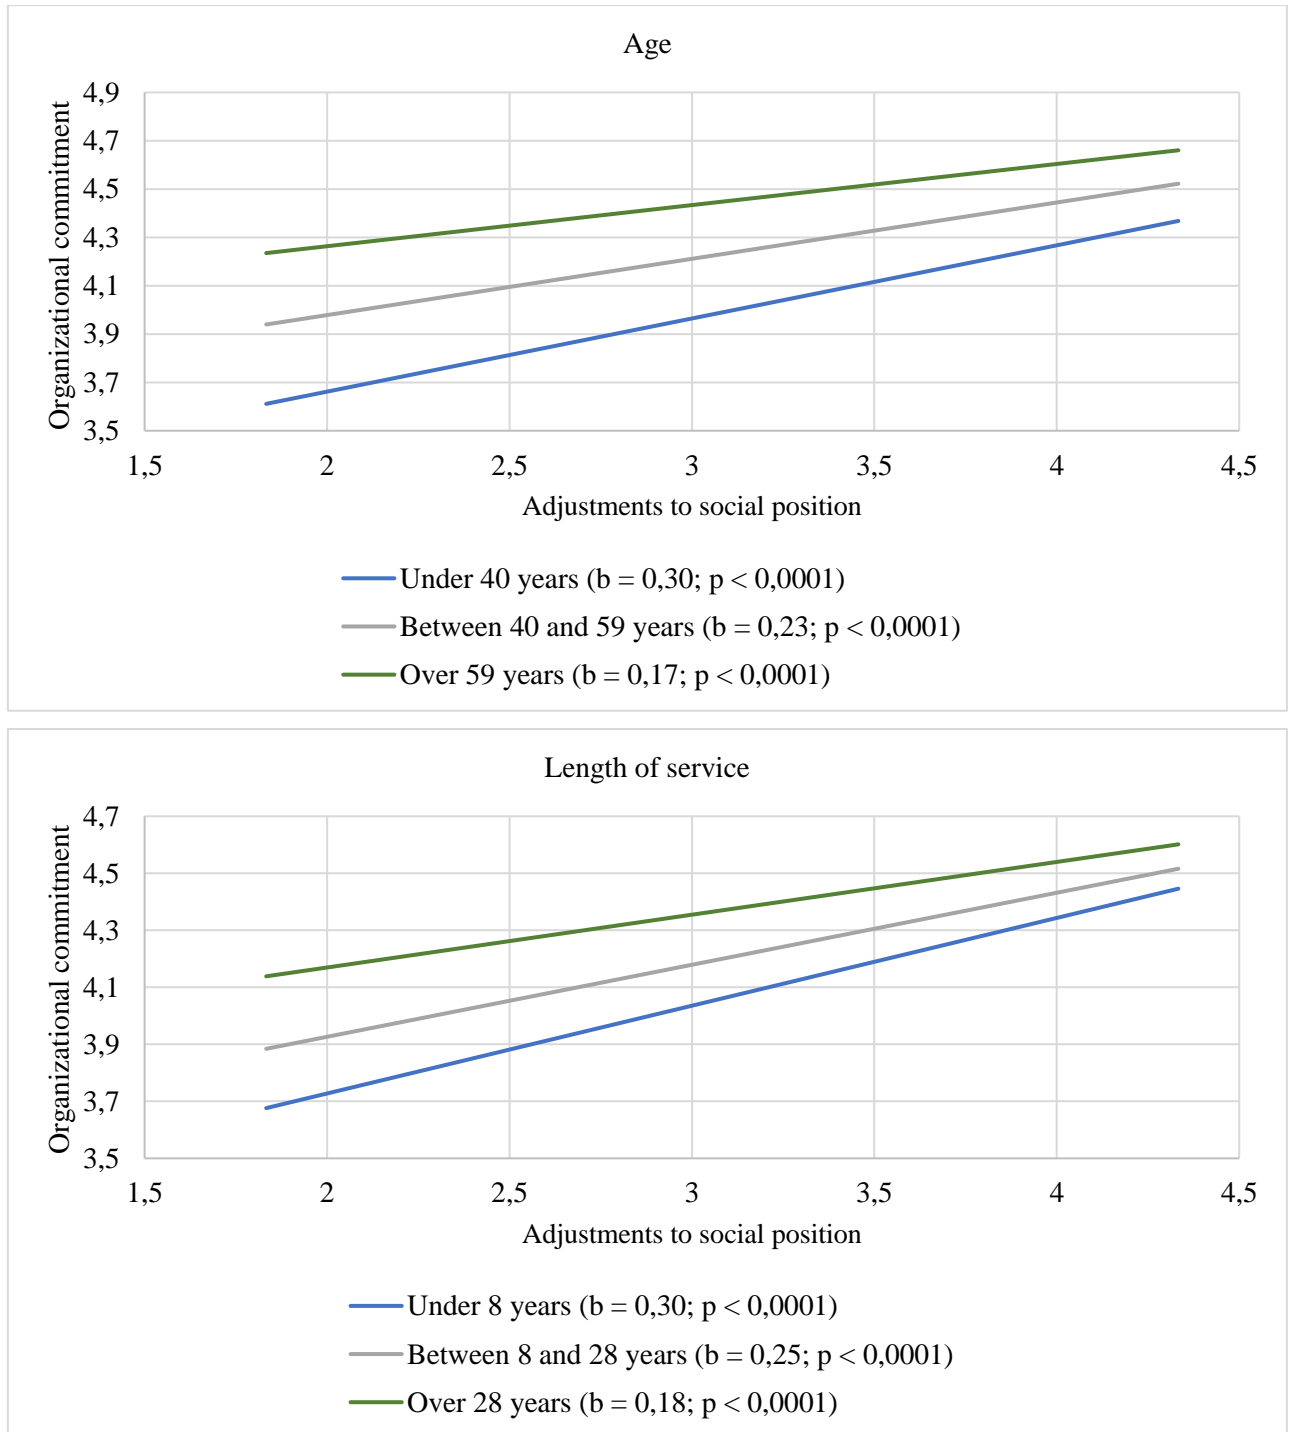 Age
Organizational commitment
4,9
4,7
4,5
4,3
4,1
3,9
3,7
3,5
1,5 2 2,5 3 3,5 4 4,5
Adjustments to social position
Under 40 years (b = 0,30; p < 0,0001)
Between 40 and 59 years (b = 0,23; p < 0,0001)
Over 59 years (b = 0,17; p < 0,0001)
Length of service
Organizational commitment
4,7
4,5
4,3
4,1
3,9
3,7
3,5
1,5 2 2,5 3 3,5 4 4,5
Adjustments to social position
Under 8 years (b = 0,30; p < 0,0001)
Between 8 and 28 years (b = 0,25; p < 0,0001)
Over 28 years (b = 0,18; p < 0,0001)